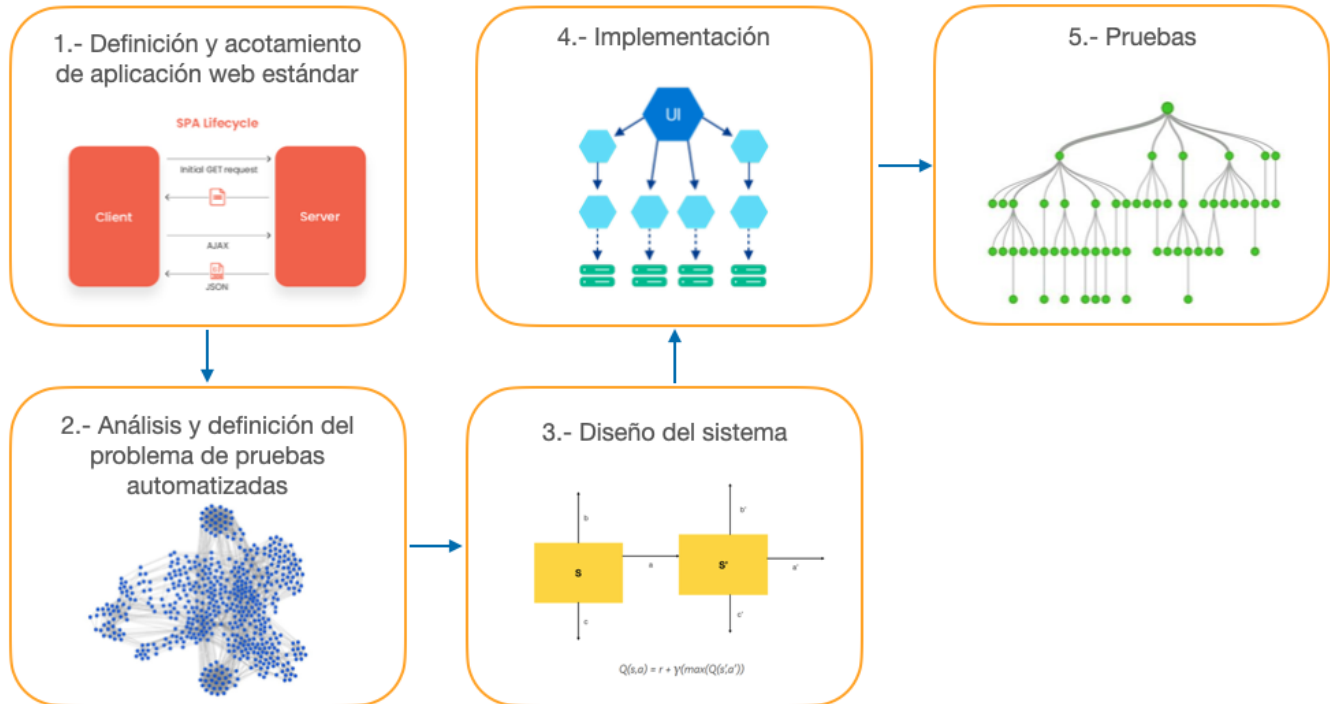 1.- Definición y acotamiento
de aplicación web estándar
SPA Lifecycle
Client
Initial GET request
AJAX
JSON
Server
2.- Análisis y definición del
problema de pruebas
automatizadas
3.- Diseño del sistema
b
s
a
c
b'
s'
a'
c'
Q(s,a) = r + γ(max(Q(s',a'))
4.- Implementación
UI
5.- Pruebas